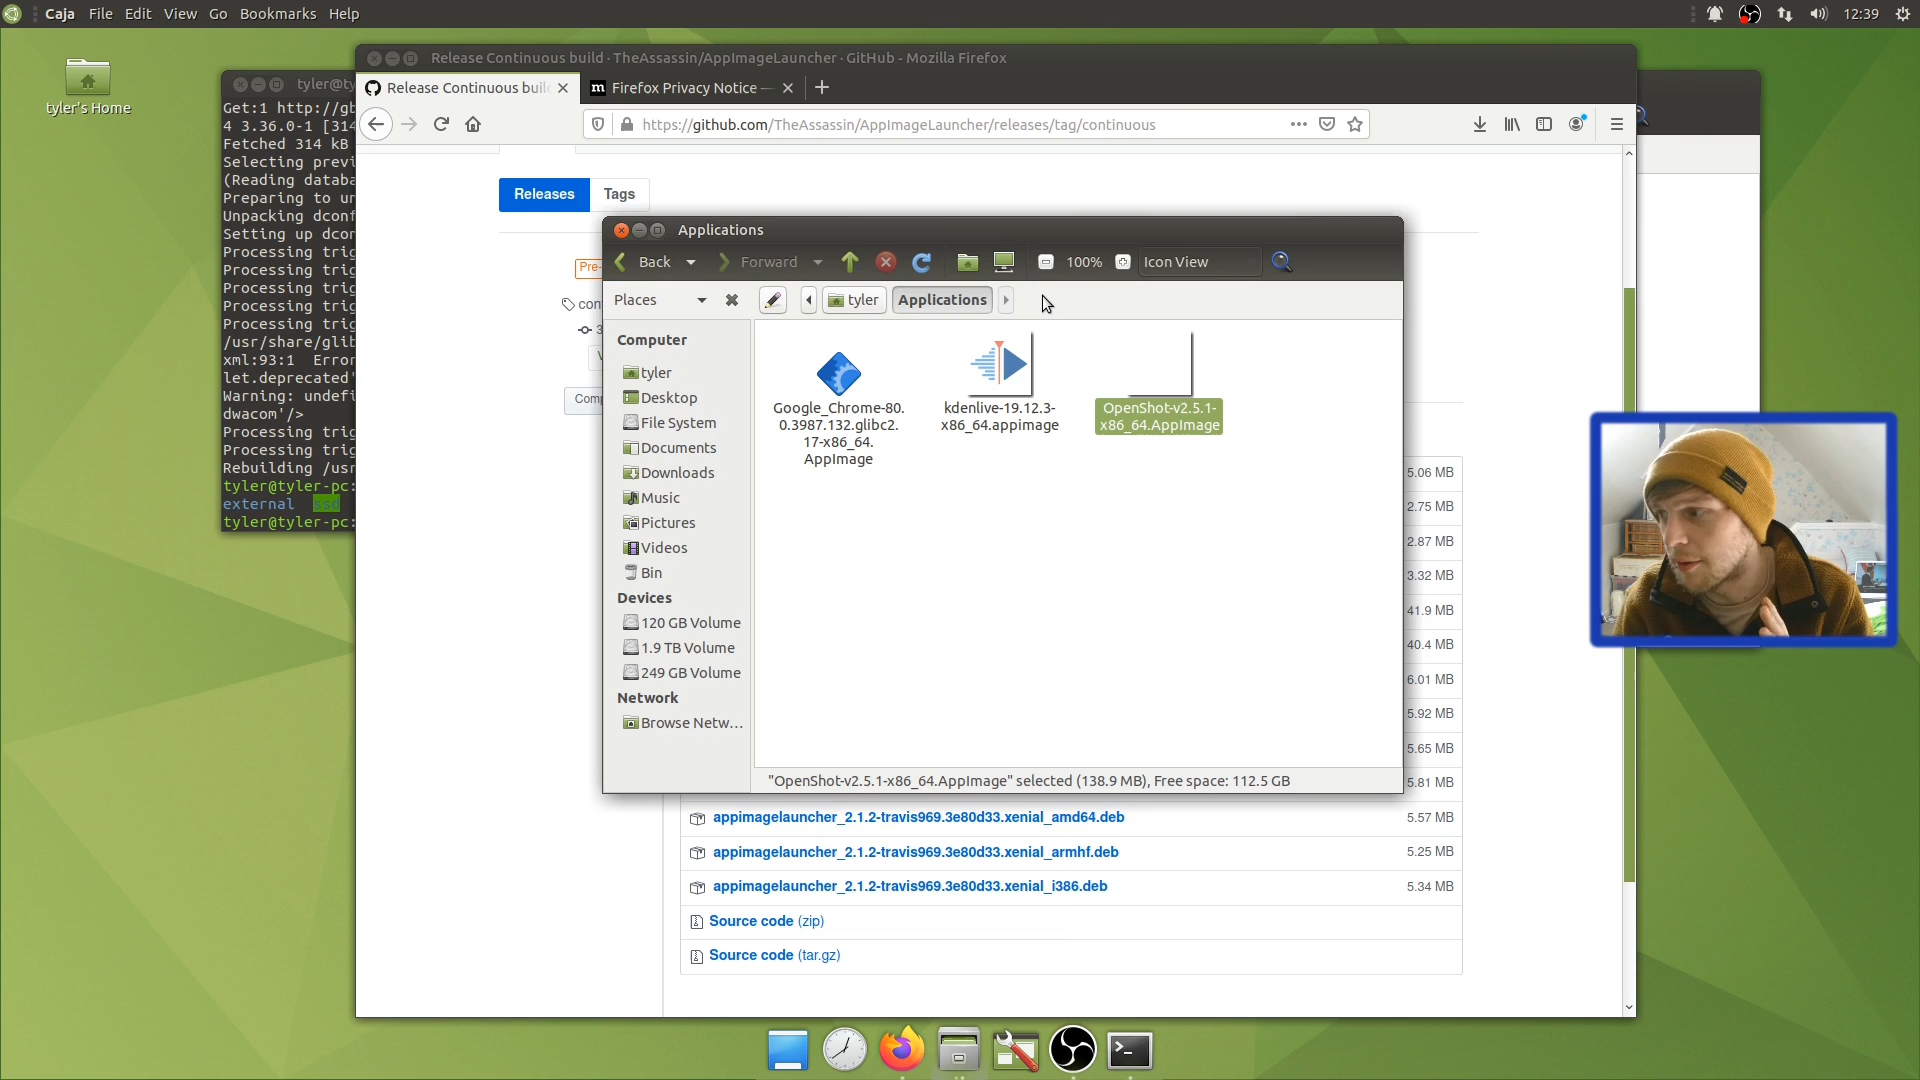 Caja File Edit View Go Bookmarks Help
12:39
tyler's Home
tyler@ty
Get:1 http://gb
4 3.36.0-1 [314
Fetched 314 kB
Selecting previ
(Reading databa
Preparing to un
Unpacking dconf
Setting up dcon
Processing trig
Processing trig
Processing trig
Processing trig
Processing trig
/usr/share/glib
xml:93:1 Error
let.deprecated'
Warning: undefi
dwacom'/>
Processing trig
Processing trig
Rebuilding /usr
tyler@tyler-pc:
external ssd
tyler@tyler-pc:
Release Continuous build · TheAssassin/AppImageLauncher · GitHub - Mozilla Firefox
Release Continuous buil
Firefox Privacy Notice —
https://github.com/TheAssassin/AppImageLauncher/releases/tag/continuous
Releases Tags
Pre-
con
3
V
Com
Applications
Back Forward 100% Icon View
Places tyler Applications
Computer
tyler
Desktop
File System
Documents
Downloads
Music
Pictures
Videos
Bin
Devices
120 GB Volume
1.9 TB Volume
249 GB Volume
Network
Browse Netw...
Google_Chrome-80.
0.3987.132.glibc2.
17-x86_64.
AppImage
kdenlive-19.12.3-
x86_64.appimage
OpenShot-v2.5.1-
x86_64.AppImage
"OpenShot-v2.5.1-x86_64.AppImage" selected (138.9 MB), Free space: 112.5 GB
5.06 MB
2.75 MB
2.87 MB
3.32 MB
41.9 MB
40.4 MB
6.01 MB
5.92 MB
5.65 MB
5.81 MB
appimagelauncher_2.1.2-travis969.3e80d33.xenial_amd64.deb 5.57 MB
appimagelauncher_2.1.2-travis969.3e80d33.xenial_armhf.deb 5.25 MB
appimagelauncher_2.1.2-travis969.3e80d33.xenial_i386.deb 5.34 MB
Source code (zip)
Source code (tar.gz)